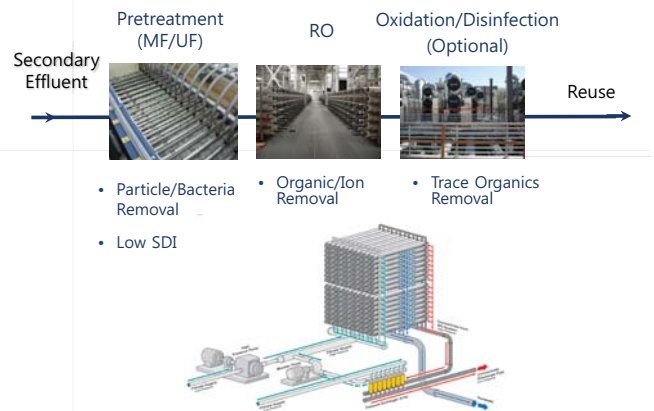 Pretreatment
(MF/UF)
RO
Oxidation/Disinfection
(Optional)
Secondary
Effluent
Reuse
• Particle/Bacteria
Removal
• Low SDI
• Organic/Ion
Removal
• Trace Organics
Removal